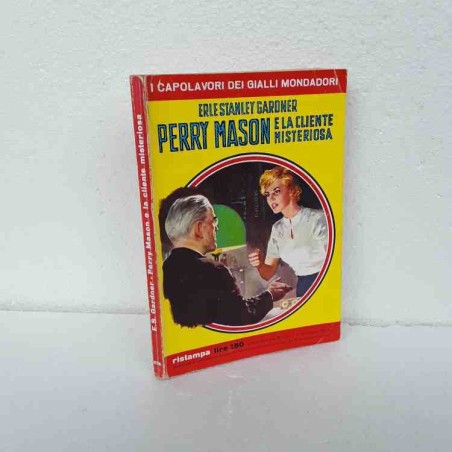 I CAPOLAVORI DEI GIALLI MONDADORI
ERLE STANLEY GARDNER
PERRY MASON E LA CLIENTE
MISTERIOSA
ristampa lire 180
E. S. Gardner - Perry Mason e la cliente misteriosa